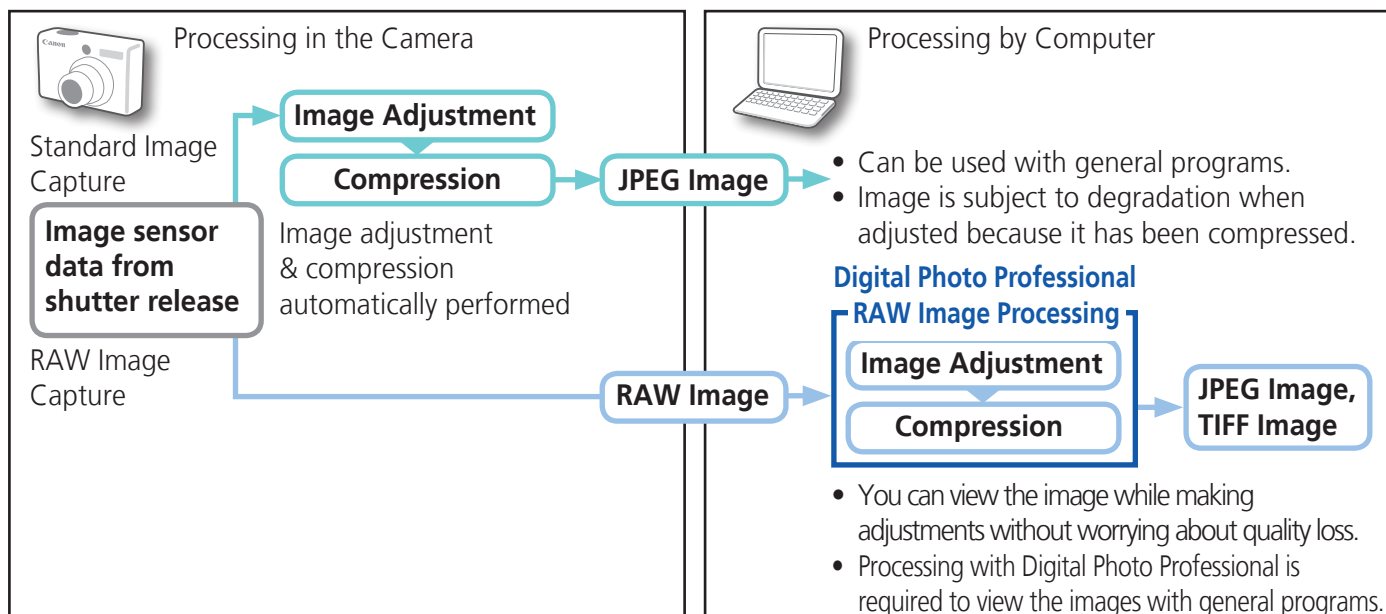 Processing in the Camera
Canon
Image Adjustment
Standard Image
Capture
Compression
JPEG Image
Image sensor
data from
shutter release
Image adjustment
& compression
automatically performed
RAW Image
Capture
RAW Image
Processing by Computer
• Can be used with general programs.
• Image is subject to degradation when
adjusted because it has been compressed.
Digital Photo Professional
RAW Image Processing
Image Adjustment
Compression
JPEG Image,
TIFF Image
• You can view the image while making
adjustments without worrying about quality loss.
• Processing with Digital Photo Professional is
required to view the images with general programs.